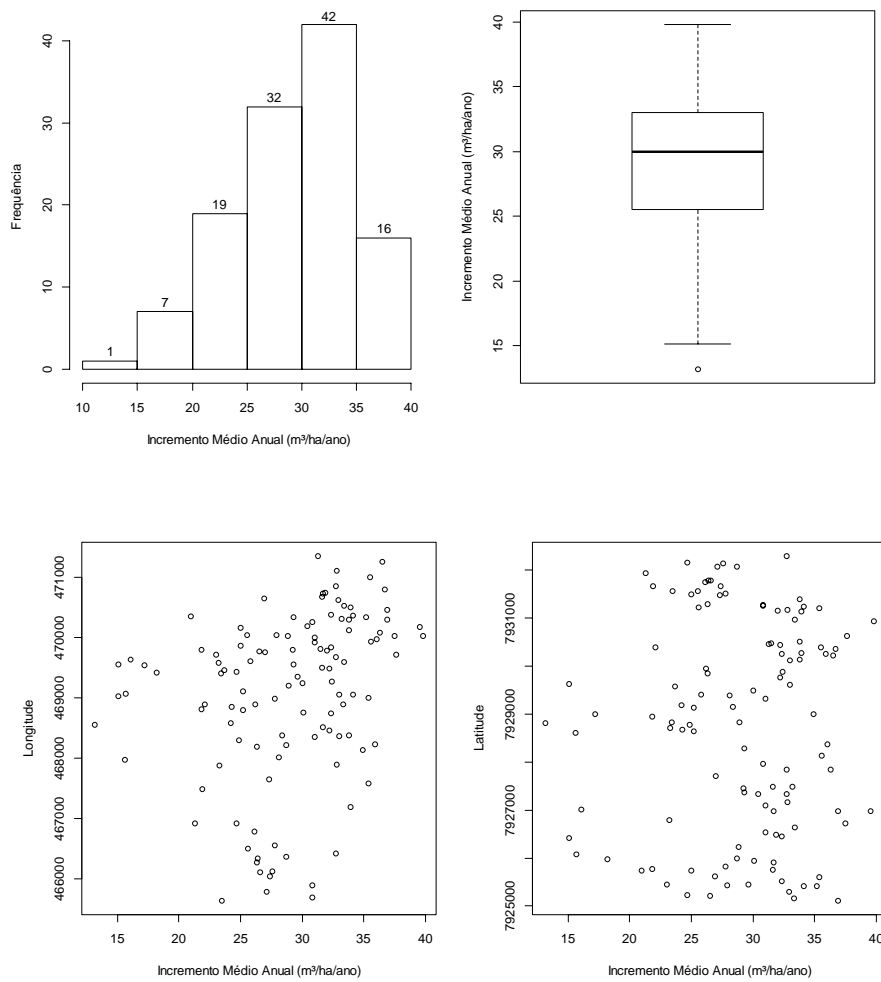 42
32
19
16
7
1
0
10
20
30
40
Frequência
10 15 20 25 30 35 40
Incremento Médio Anual (m³/ha/ano)
40
35
30
25
20
15
Incremento Médio Anual (m³/ha/ano)
471000
470000
469000
468000
467000
466000
Longitude
15 20 25 30 35 40
Incremento Médio Anual (m³/ha/ano)
7931000
7929000
7927000
7925000
Latitude
15 20 25 30 35 40
Incremento Médio Anual (m³/ha/ano)